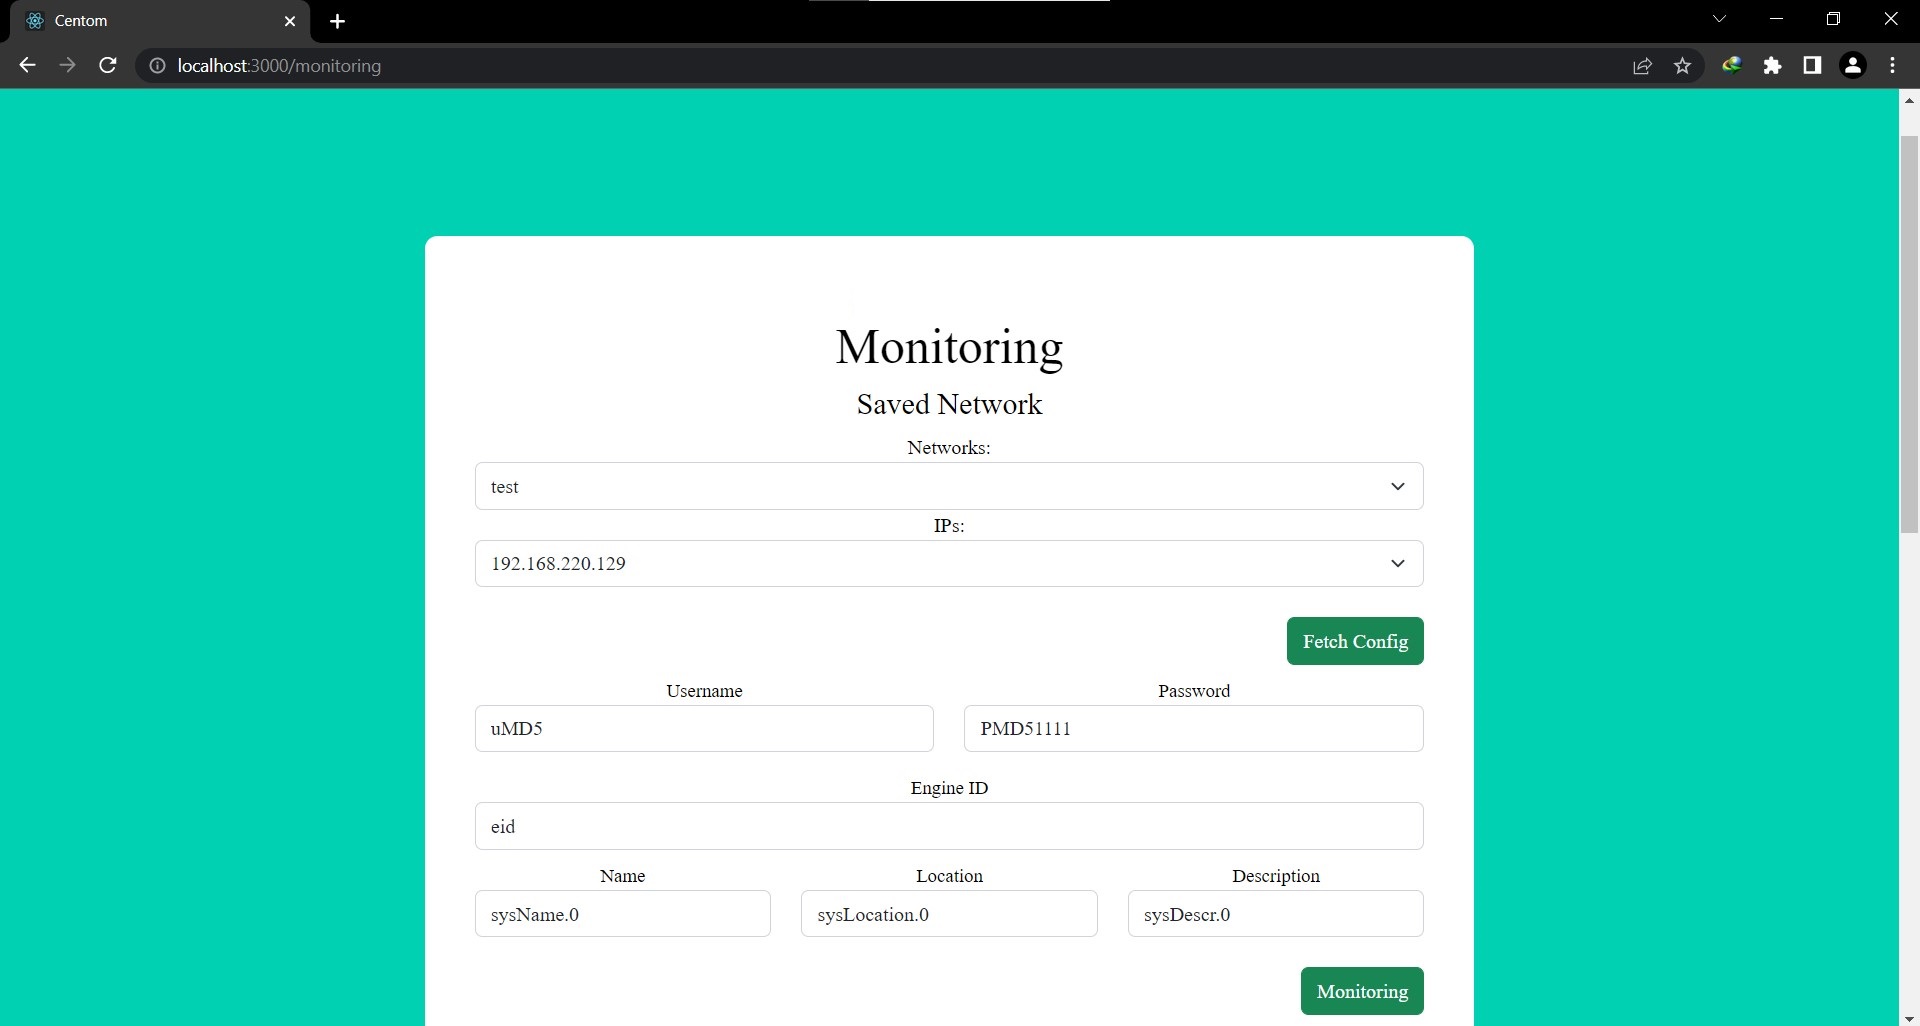 Centom
localhost:3000/monitoring
Monitoring
Saved Network
Networks:
test
IPs:
192.168.220.129
Fetch Config
Username Password
uMD5 PMD51111
Engine ID
eid
Name Location Description
sysName.0 sysLocation.0 sysDescr.0
Monitoring